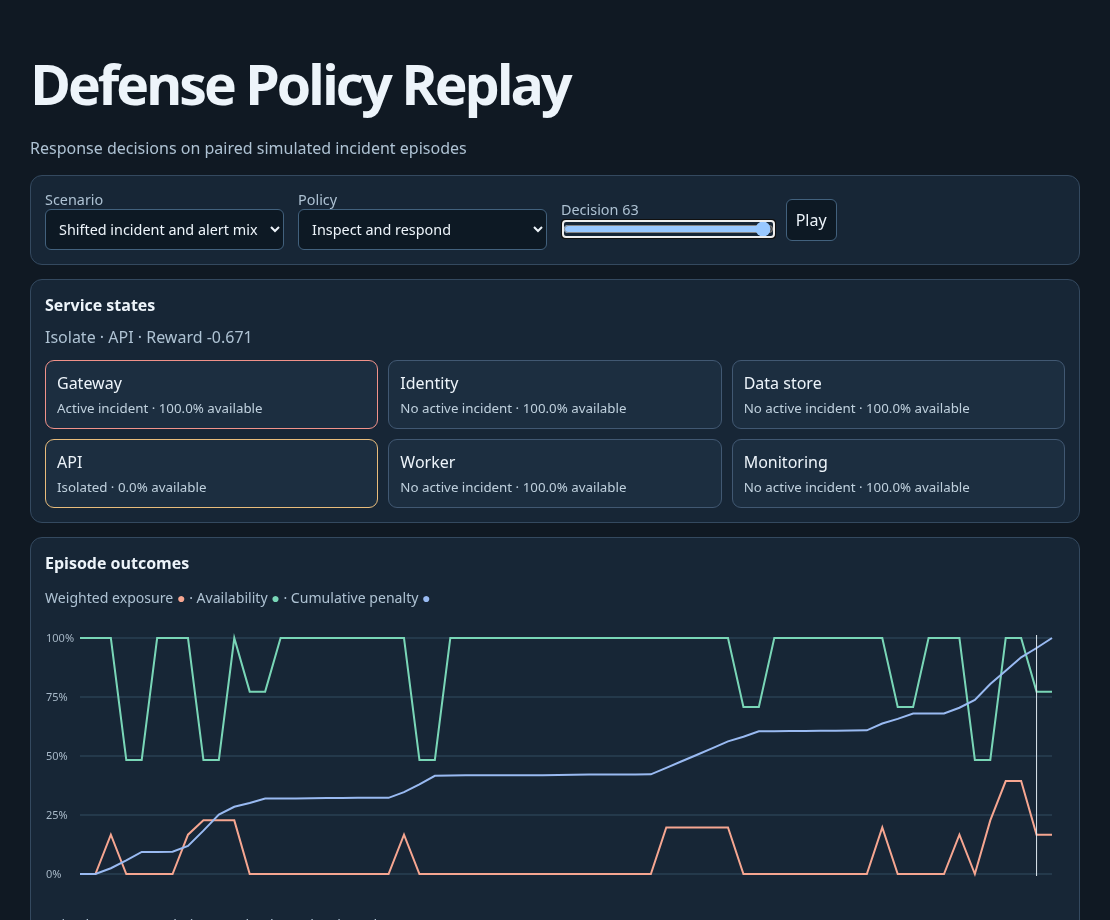 Defense Policy Replay
Response decisions on paired simulated incident episodes
Scenario
Policy
Decision 63
Shifted incident and alert mix
Inspect and respond
Play
Service states
Isolate · API · Reward -0.671
Gateway
Active incident · 100.0% available
Identity
No active incident · 100.0% available
Data store
No active incident · 100.0% available
API
Isolated · 0.0% available
Worker
No active incident · 100.0% available
Monitoring
No active incident · 100.0% available
Episode outcomes
Weighted exposure ● · Availability ● · Cumulative penalty ●
100%
75%
50%
25%
0%